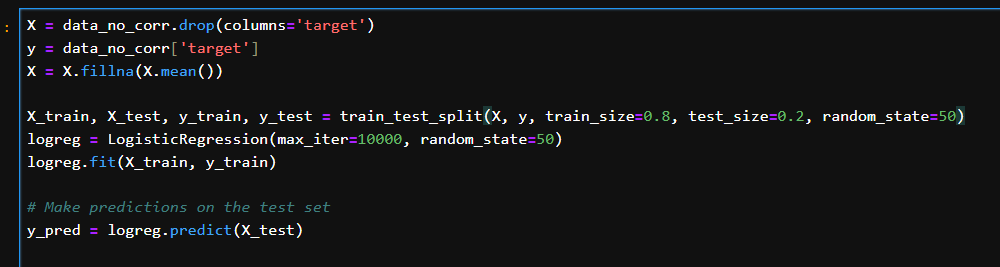 :
X = data_no_corr.drop(columns='target')
y = data_no_corr['target']
X = X.fillna(X.mean())
X_train, X_test, y_train, y_test = train_test_split(X, y, train_size=0.8, test_size=0.2, random_state=50)
logreg = LogisticRegression(max_iter=10000, random_state=50)
logreg.fit(X_train, y_train)
# Make predictions on the test set
y_pred = logreg.predict(X_test)